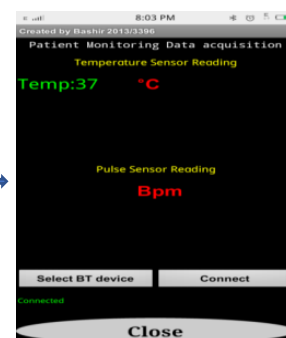 8:03 PM
Created by Bashir 2013/3396
Patient Monitoring Data acquisition
Temperature Sensor Reading
Temp:37 °C
Pulse Sensor Reading
Bpm
Select BT device Connect
Connected
Close